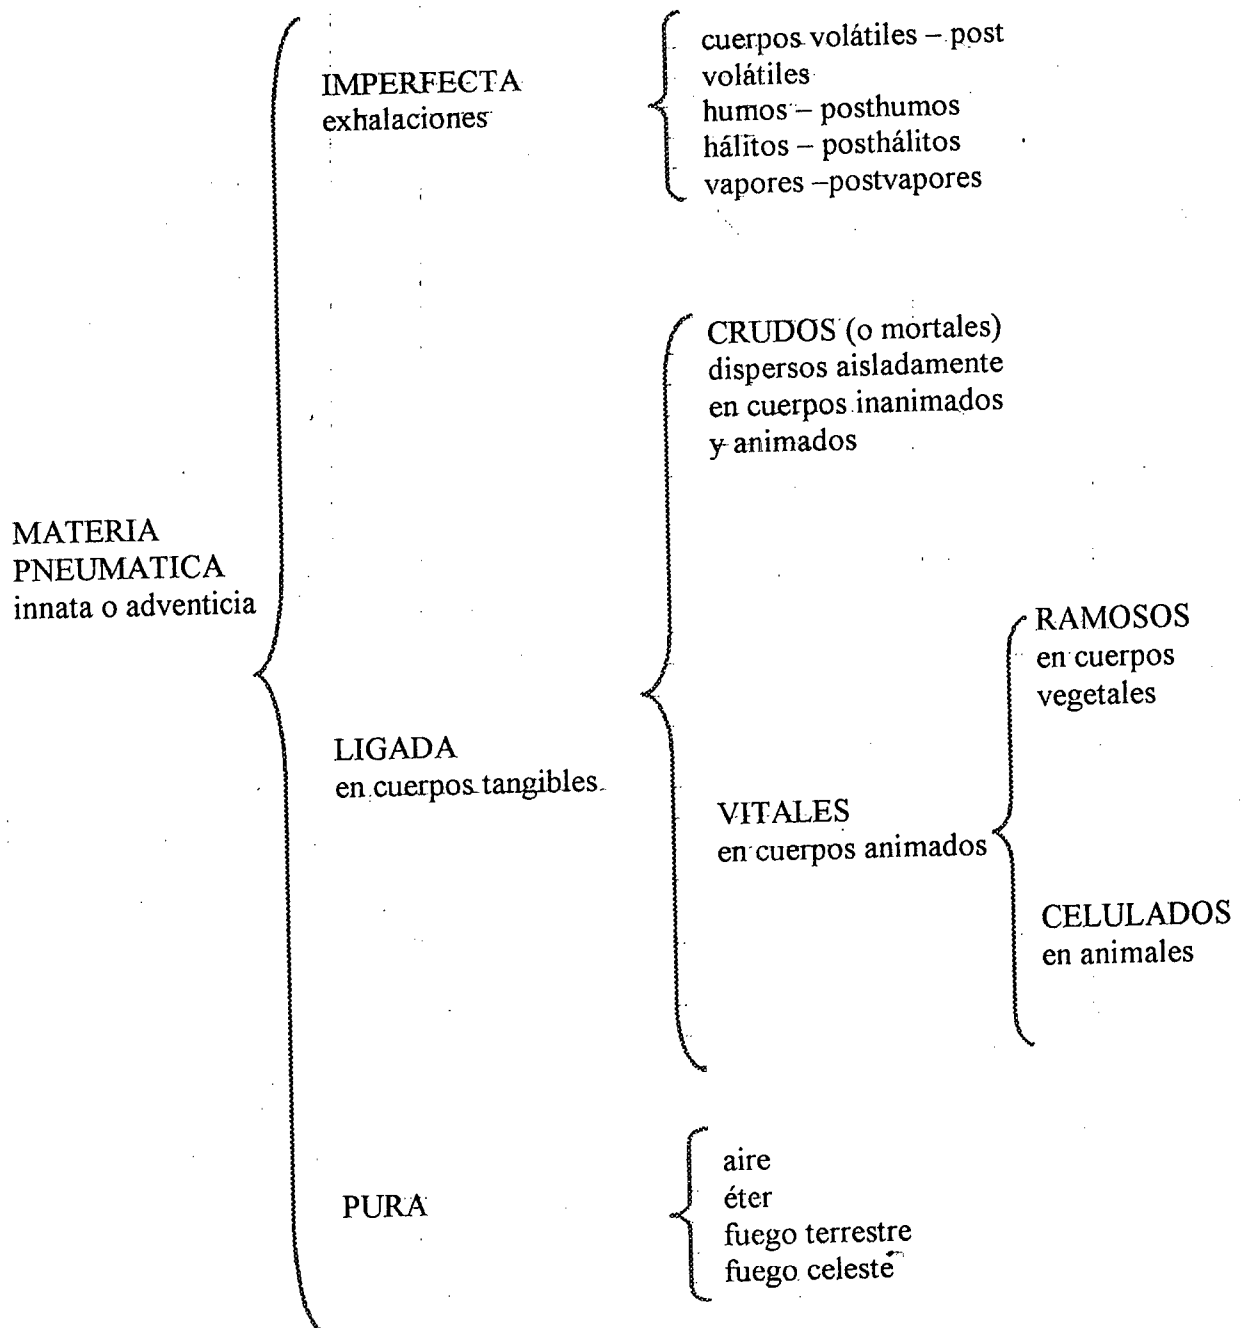 MATERIA
PNEUMATICA
innata o adventicia
IMPERFECTA
exhalaciones
cuerpos volátiles – post
volátiles
humos – posthumos
hálitos – posthálitos
vapores –postvapores
LIGADA
en cuerpos tangibles
CRUDOS (o mortales)
dispersos aisladamente
en cuerpos inanimados
y animados
VITALES
en cuerpos animados
RAMOSOS
en cuerpos
vegetales
CELULADOS
en animales
PURA
aire
éter
fuego terrestre
fuego celeste